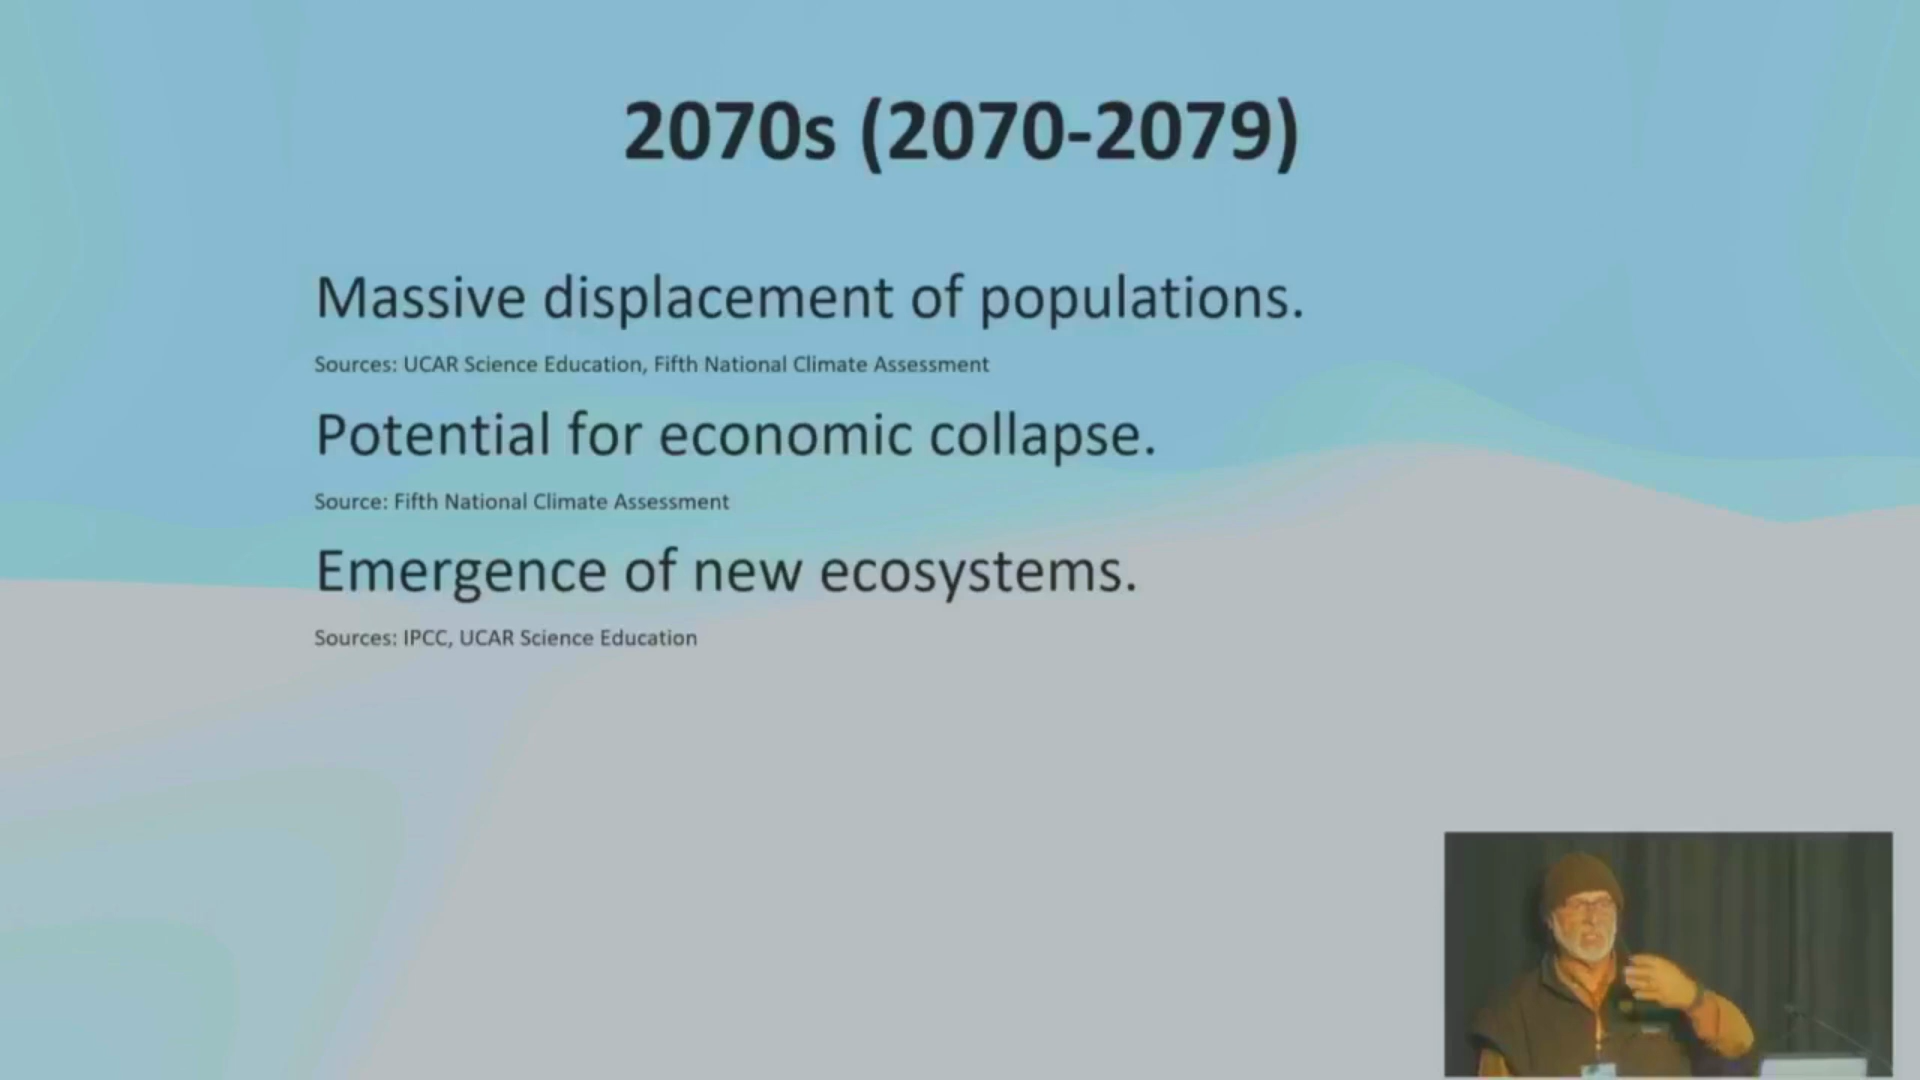 2070s (2070-2079)
Massive displacement of populations.
Sources: UCAR Science Education, Fifth National Climate Assessment
Potential for economic collapse.
Source: Fifth National Climate Assessment
Emergence of new ecosystems.
Sources: IPCC, UCAR Science Education